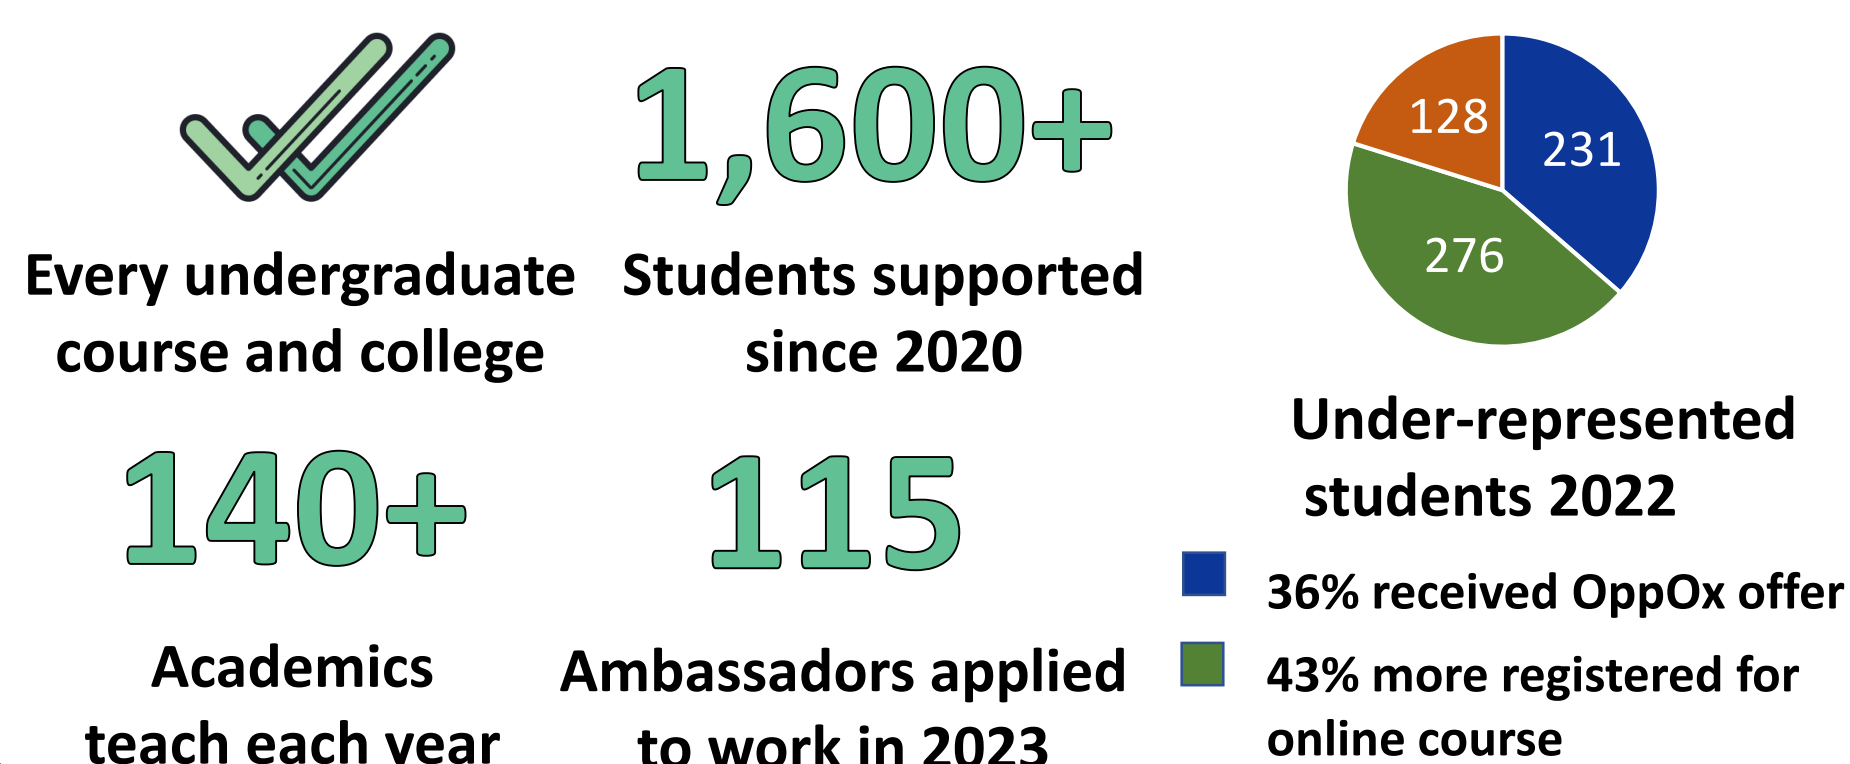 1,600+
128
231
276
Every undergraduate
course and college
Students supported
since 2020
Under-represented
students 2022
140+
115
36% received OppOx offer
43% more registered for
online course
Academics
teach each year
Ambassadors applied
to work in 2023